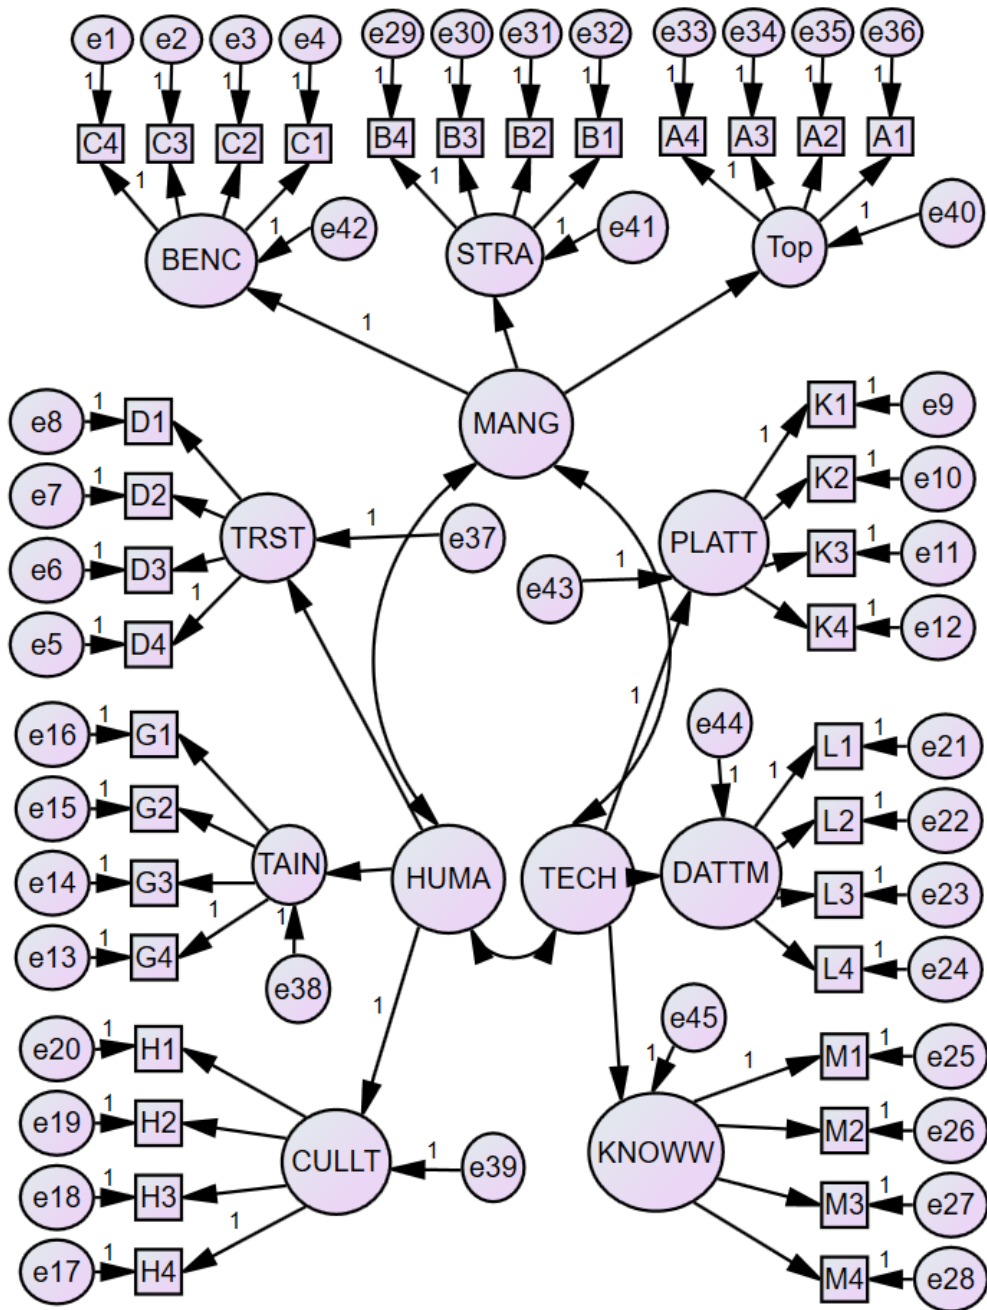 e1 e2 e3 e4 e29 e30 e31 e32 e33 e34 e35 e36
1 1 1 1 1 1 1 1 1 1 1 1
C4 C3 C2 C1 B4 B3 B2 B1 A4 A3 A2 A1
1 1 1
BENC 1 e42 STRA 1 e41 Top 1 e40
1
MANG
e8 1 D1
e7 1 D2
e6 1 D3
e5 1 D4
TRST 1 e37
1
e43 1 PLATT
1
K1 1 e9
K2 1 e10
K3 1 e11
K4 1 e12
1
e44
1
e16 1 G1
e15 1 G2
e14 1 G3
e13 1 G4
1
TAIN
1
e38
HUMA TECH DATTM
1
L1 1 e21
L2 1 e22
L3 1 e23
L4 1 e24
1
e45
1
e20 1 H1
e19 1 H2
e18 1 H3
e17 1 H4
1
CULLT 1 e39
KNOWW
1
M1 1 e25
M2 1 e26
M3 1 e27
M4 1 e28